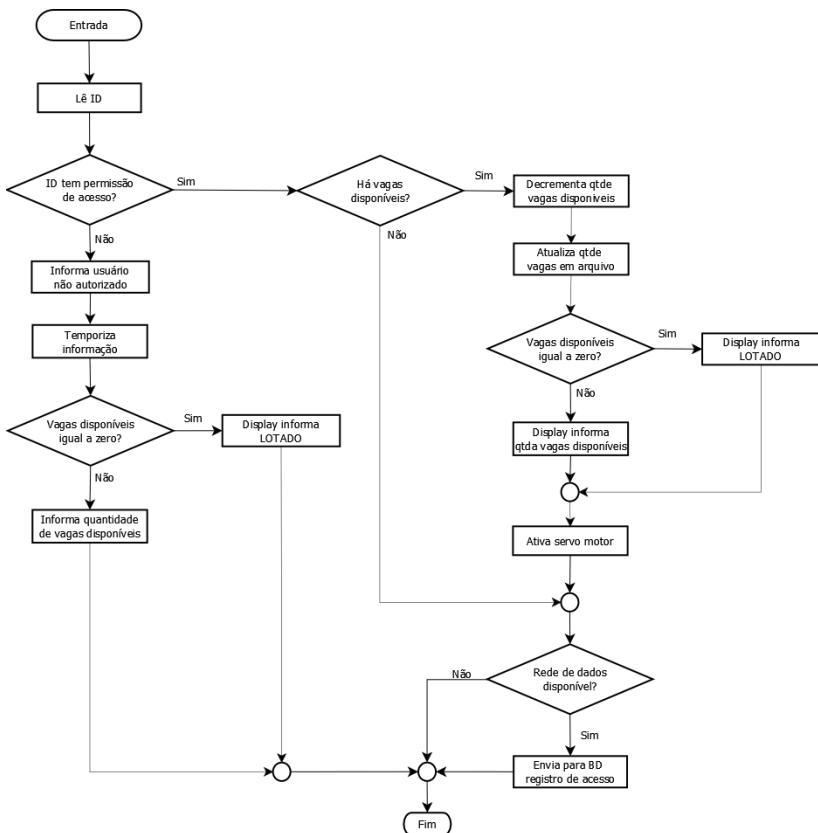 Entrada
Lê ID
ID tem permissão
de acesso?
Sim
Há vagas
disponíveis?
Sim
Decrementa qtde
vagas disponiveis
Não
Não
Informa usuário
não autorizado
Atualiza qtde
vagas em arquivo
Temporiza
informação
Vagas disponíveis
igual a zero?
Sim
Display informa
LOTADO
Não
Vagas disponíveis
igual a zero?
Sim
Display informa
LOTADO
Display informa
qtda vagas disponíveis
Não
Informa quantidade
de vagas disponíveis
Ativa servo motor
Não
Rede de dados
disponível?
Sim
Envia para BD
registro de acesso
Fim